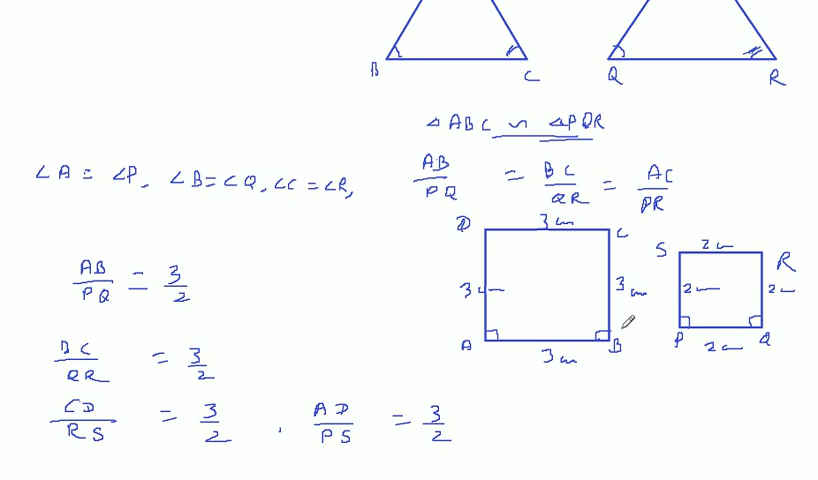 B C Q R
△ABC ∽ △PQR
∠A = ∠P, ∠B = ∠Q, ∠C = ∠R,
AB/PQ = BC/QR = AC/PR
D 3 cm C
S 2 cm R
3 cm 3 cm 2 cm 2 cm
A 3 cm B
P 2 cm Q
AB/PQ = 3/2
BC/QR = 3/2
CD/RS = 3/2 , AD/PS = 3/2